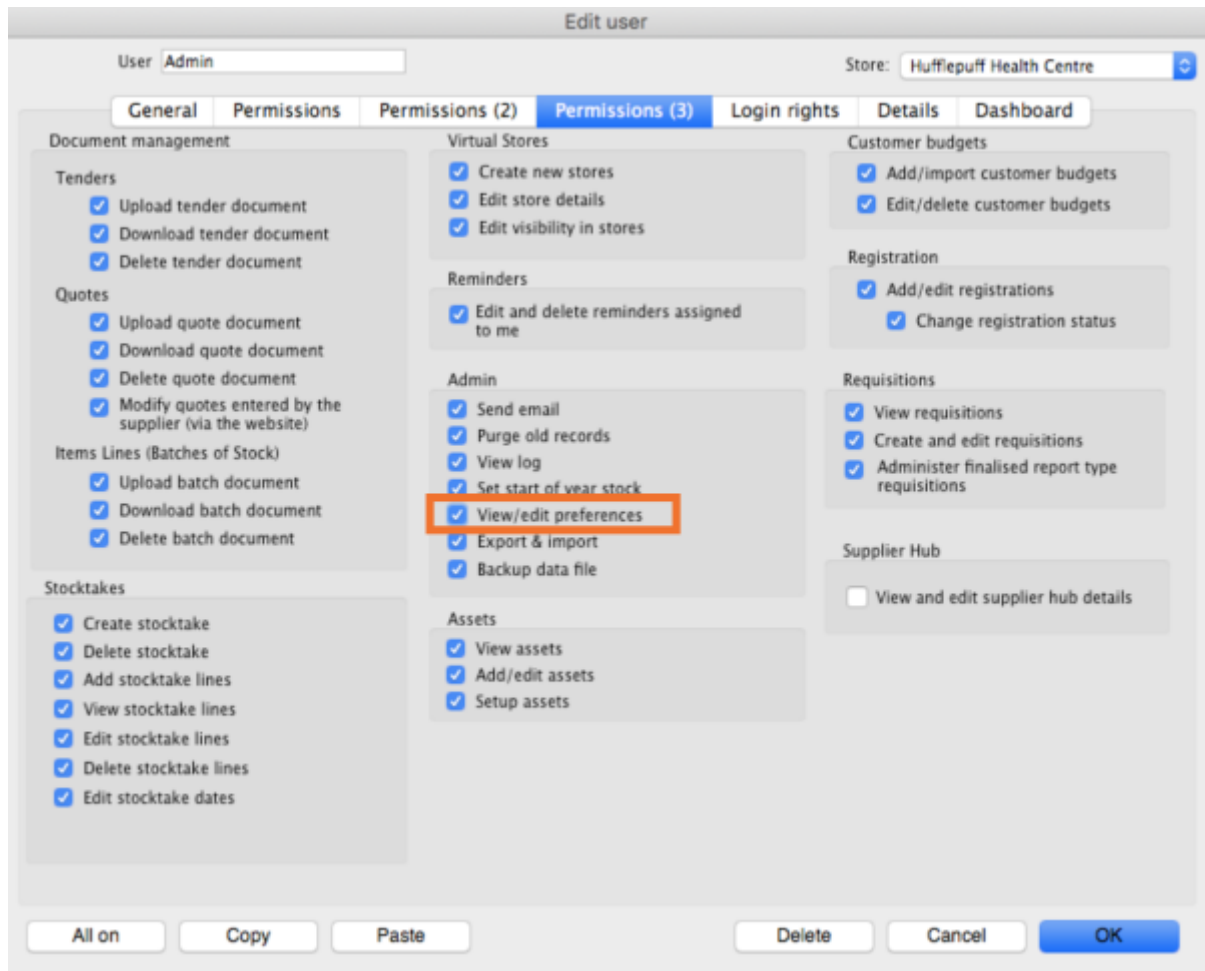 Edit user
User Admin
Store: Hufflepuff Health Centre
General Permissions Permissions (2) Permissions (3) Login rights Details Dashboard
Document management
Tenders
Upload tender document
Download tender document
Delete tender document
Quotes
Upload quote document
Download quote document
Delete quote document
Modify quotes entered by the
supplier (via the website)
Items Lines (Batches of Stock)
Upload batch document
Download batch document
Delete batch document
Stocktakes
Create stocktake
Delete stocktake
Add stocktake lines
View stocktake lines
Edit stocktake lines
Delete stocktake lines
Edit stocktake dates
Virtual Stores
Create new stores
Edit store details
Edit visibility in stores
Reminders
Edit and delete reminders assigned
to me
Admin
Send email
Purge old records
View log
Set start of year stock
View/edit preferences
Export & import
Backup data file
Assets
View assets
Add/edit assets
Setup assets
Customer budgets
Add/import customer budgets
Edit/delete customer budgets
Registration
Add/edit registrations
Change registration status
Requisitions
View requisitions
Create and edit requisitions
Administer finalised report type
requisitions
Supplier Hub
View and edit supplier hub details
All on Copy Paste Delete Cancel OK